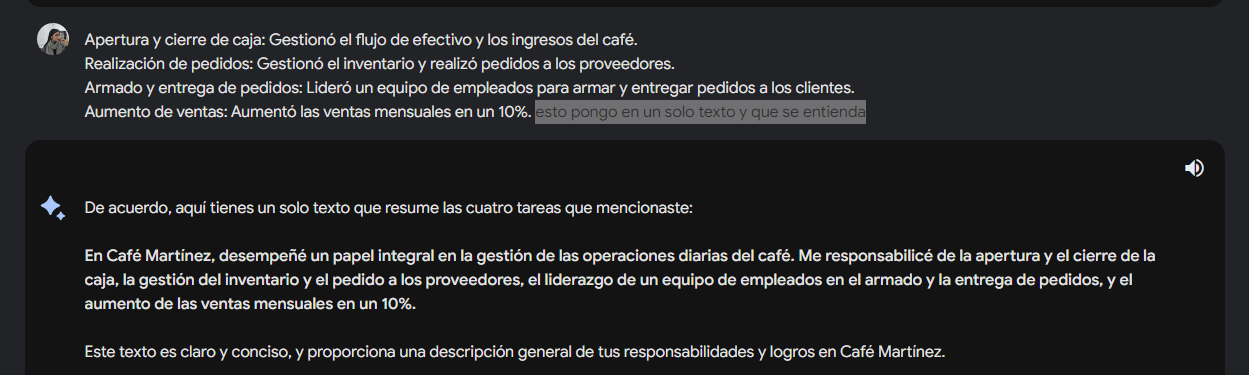 Apertura y cierre de caja: Gestionó el flujo de efectivo y los ingresos del café.
Realización de pedidos: Gestionó el inventario y realizó pedidos a los proveedores.
Armado y entrega de pedidos: Lideró un equipo de empleados para armar y entregar pedidos a los clientes.
Aumento de ventas: Aumentó las ventas mensuales en un 10%. esto pongo en un solo texto y que se entienda
De acuerdo, aquí tienes un solo texto que resume las cuatro tareas que mencionaste:
En Café Martínez, desempeñé un papel integral en la gestión de las operaciones diarias del café. Me responsabilicé de la apertura y el cierre de la
caja, la gestión del inventario y el pedido a los proveedores, el liderazgo de un equipo de empleados en el armado y la entrega de pedidos, y el
aumento de las ventas mensuales en un 10%.
Este texto es claro y conciso, y proporciona una descripción general de tus responsabilidades y logros en Café Martínez.